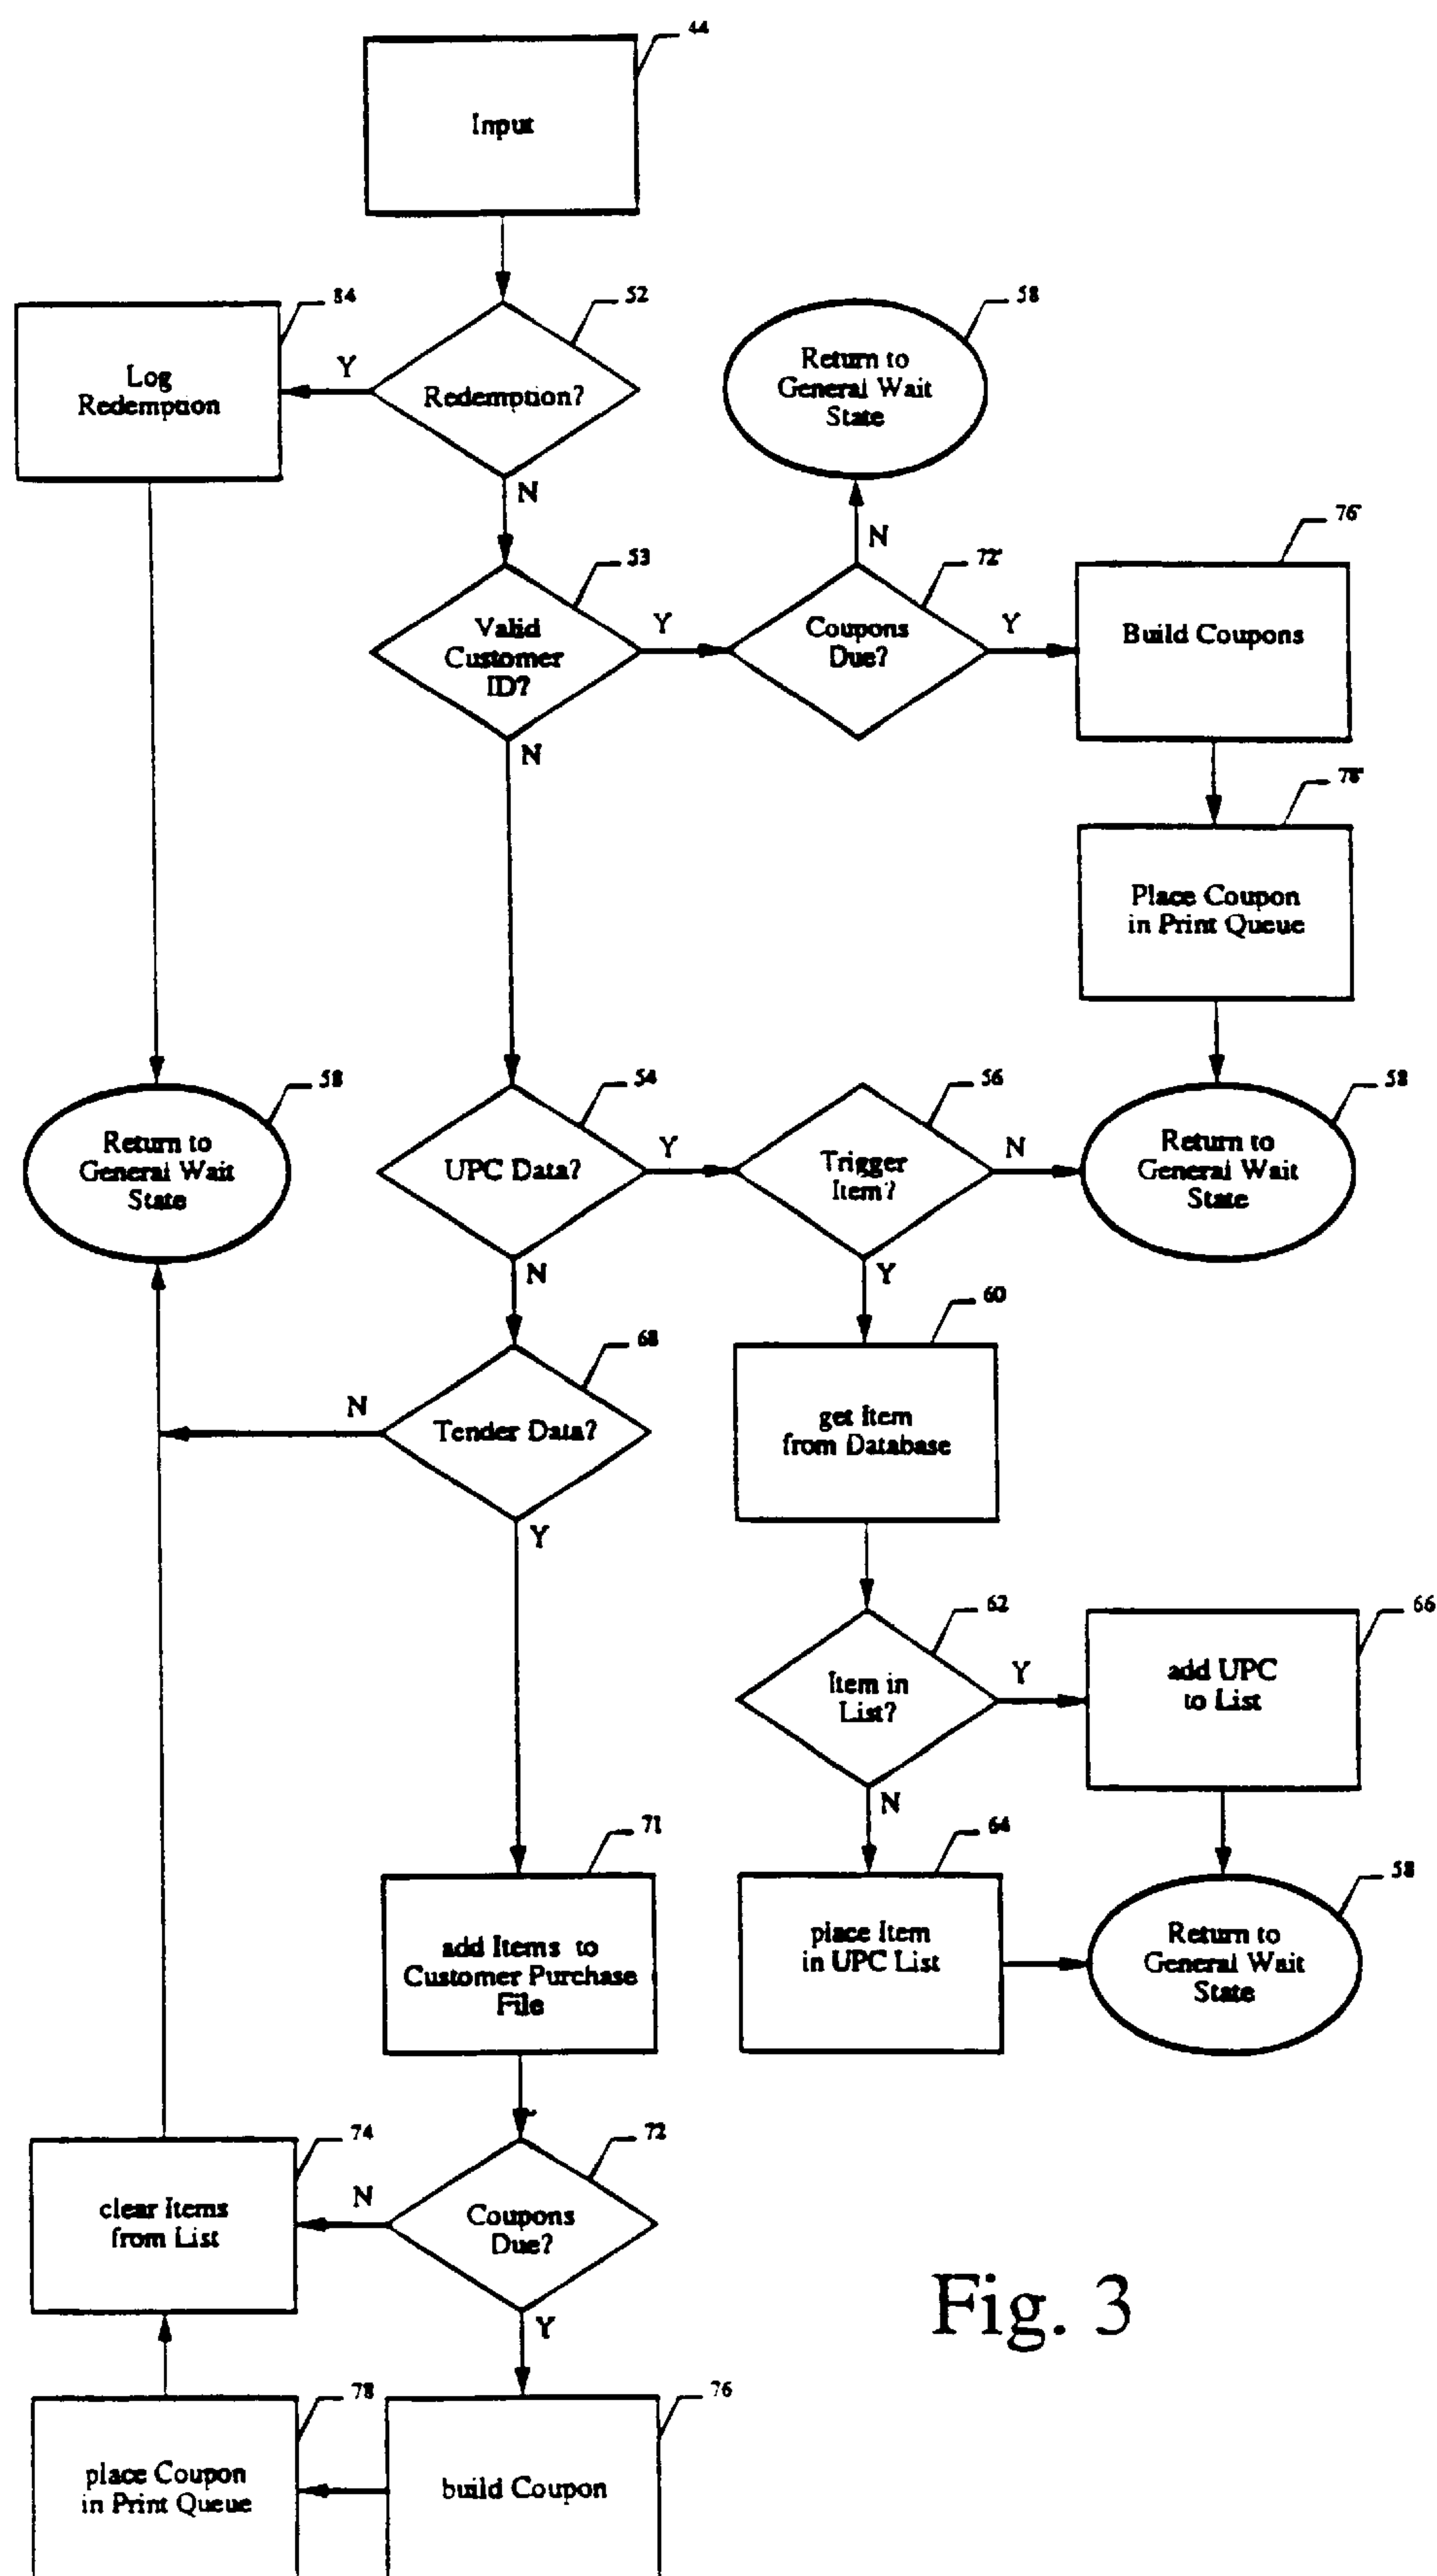 44
Input
84
52
58
Log
Redemption
Y
Redemption?
Return to
General Wait
State
N
N
76'
53
72'
Valid
Customer
ID?
Y
Coupons
Due?
Y
Build Coupons
N
78'
Place Coupon
in Print Queue
58
54
56
58
Return to
General Wait
State
UPC Data?
Y
Trigger
Item?
N
Return to
General Wait
State
N
Y
60
68
N
Tender Data?
get Item
from Database
Y
62
66
Item in
List?
Y
add UPC
to List
N
71
64
58
add Items to
Customer Purchase
File
place Item
in UPC List
Return to
General Wait
State
74
72
clear Items
from List
N
Coupons
Due?
Y
Fig. 3
78
76
place Coupon
in Print Queue
build Coupon